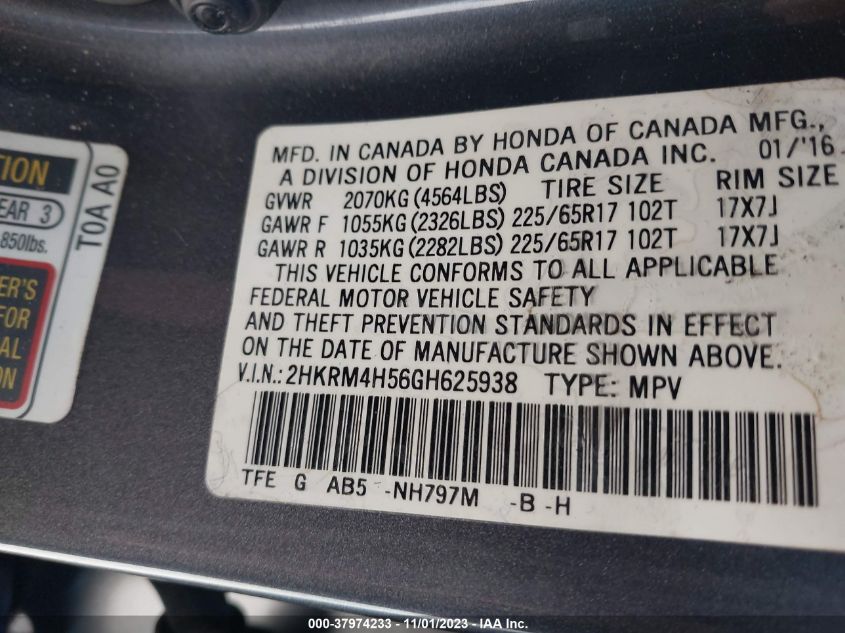 TION
EAR 3
850lbs.
ER'S
FOR
AL
ON
T0A A0
MFD. IN CANADA BY HONDA OF CANADA MFG.,
A DIVISION OF HONDA CANADA INC. 01/'16
GVWR 2070KG (4564LBS) TIRE SIZE RIM SIZE
GAWR F 1055KG (2326LBS) 225/65R17 102T 17X7J
GAWR R 1035KG (2282LBS) 225/65R17 102T 17X7J
THIS VEHICLE CONFORMS TO ALL APPLICABLE
FEDERAL MOTOR VEHICLE SAFETY
AND THEFT PREVENTION STANDARDS IN EFFECT
ON THE DATE OF MANUFACTURE SHOWN ABOVE.
V.I.N.: 2HKRM4H56GH625938 TYPE: MPV
TFE G AB5 -NH797M -B -H
000-37974233 - 11/01/2023 - IAA Inc.